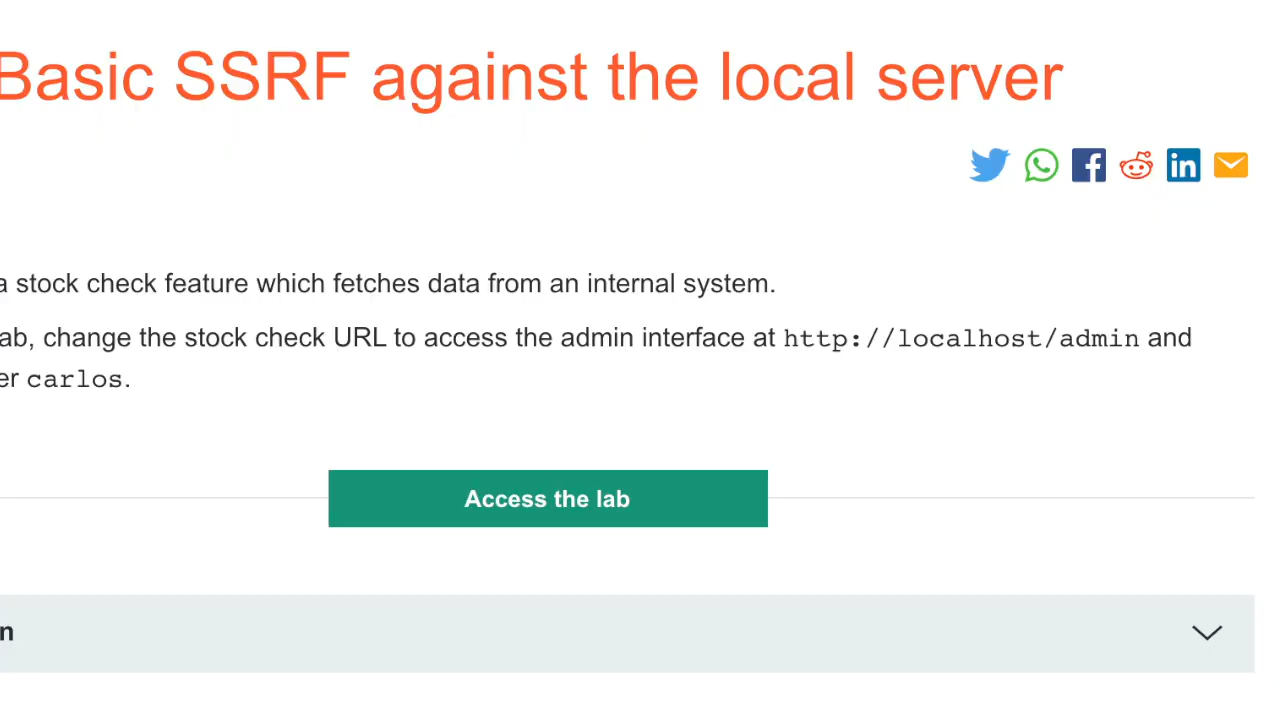 Basic SSRF against the local server
a stock check feature which fetches data from an internal system.
ab, change the stock check URL to access the admin interface at http://localhost/admin and
er carlos.
Access the lab
n